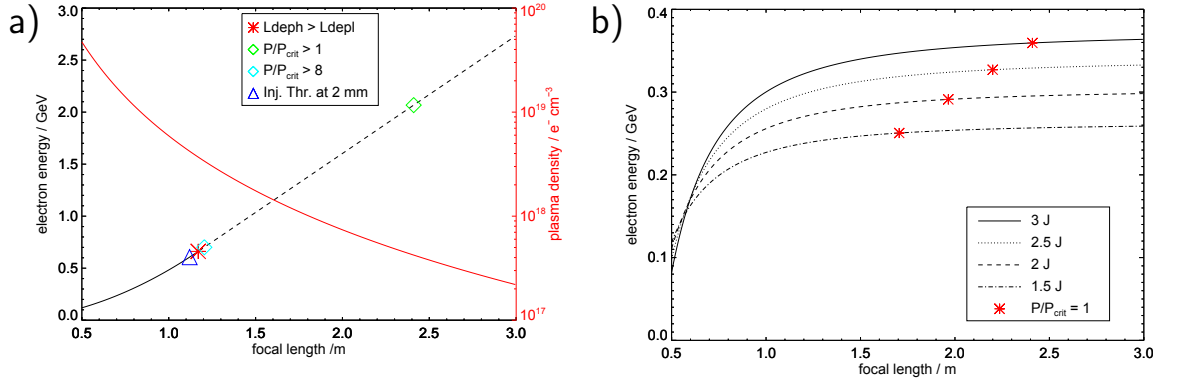 a)
3.0
2.5
2.0
1.5
1.0
0.5
0.0
electron energy / GeV
0.5 1.0 1.5 2.0 2.5 3.0
focal length /m
10²⁰
10¹⁹
10¹⁸
10¹⁷
plasma density / e⁻ cm⁻³
Ldeph > Ldepl
P/Pcrit > 1
P/Pcrit > 8
Inj. Thr. at 2 mm
b)
0.4
0.3
0.2
0.1
0.0
electron energy / GeV
0.5 1.0 1.5 2.0 2.5 3.0
focal length / m
3 J
2.5 J
2 J
1.5 J
P/Pcrit = 1